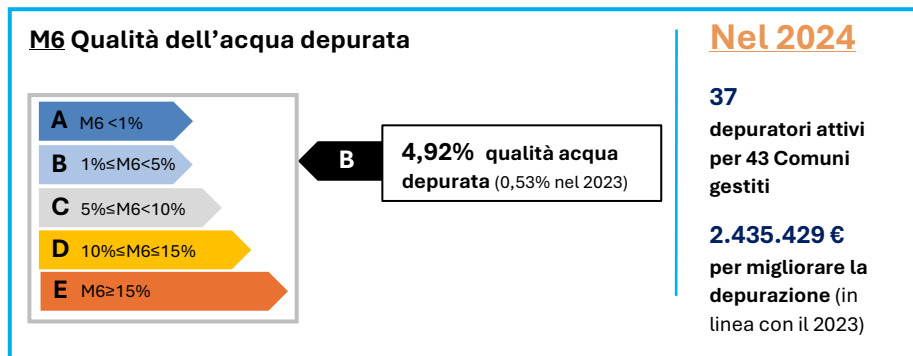 M6 Qualità dell'acqua depurata
A M6 <1%
B 1%≤M6<5%
C 5%≤M6<10%
D 10%≤M6≤15%
E M6≥15%
B
4,92% qualità acqua
depurata (0,53% nel 2023)
Nel 2024
37
depuratori attivi
per 43 Comuni
gestiti
2.435.429 €
per migliorare la
depurazione (in
linea con il 2023)